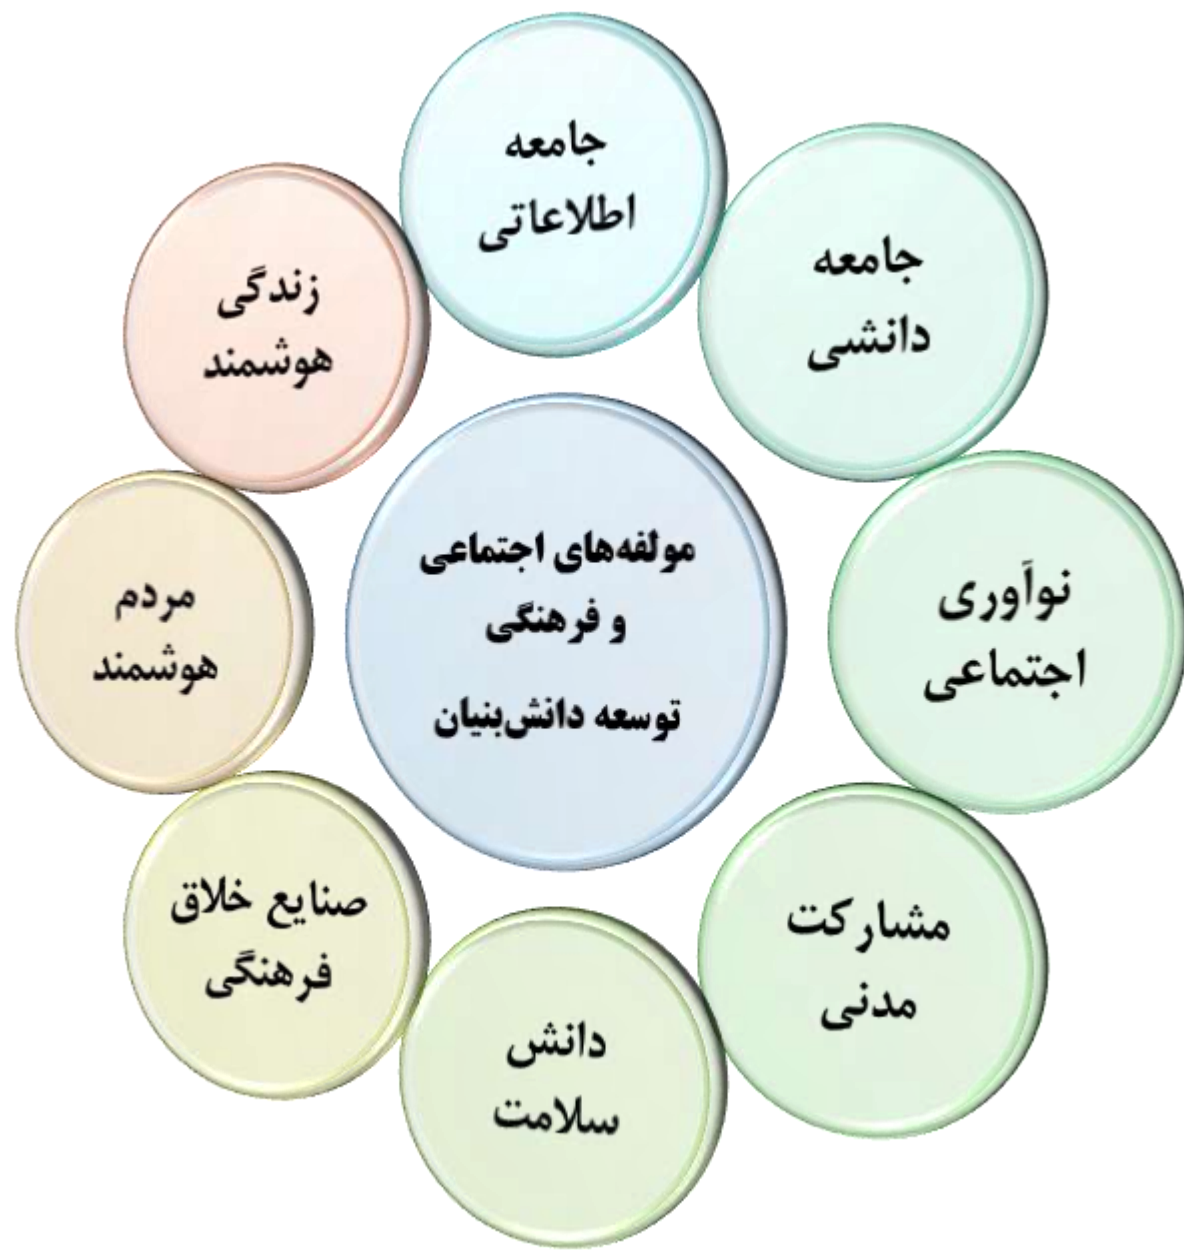 جامعه
اطلاعاتی
جامعه
دانشی
نوآوری
اجتماعی
مشارکت
مدنی
دانش
سلامت
صنایع خلاق
فرهنگی
مردم
هوشمند
زندگی
هوشمند
مولفه‌های اجتماعی
و فرهنگی
توسعه دانش‌بنیان